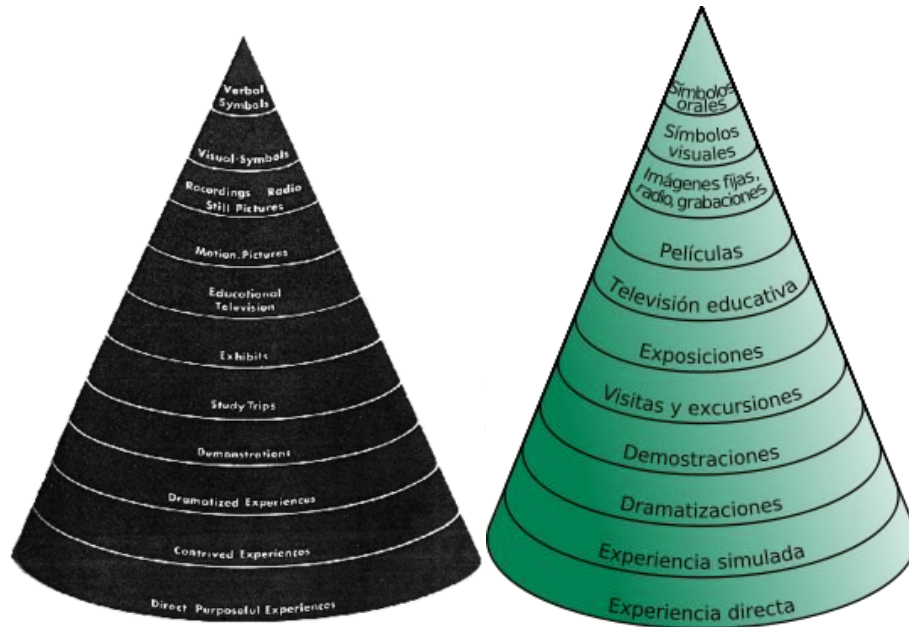 Verbal
Symbols
Visual Symbols
Recordings Radio
Still Pictures
Motion Pictures
Educational
Television
Exhibits
Study Trips
Demonstrations
Dramatized Experiences
Contrived Experiences
Direct Purposeful Experiences
Símbolos
orales
Símbolos
visuales
Imágenes fijas,
radio, grabaciones
Películas
Televisión educativa
Exposiciones
Visitas y excursiones
Demostraciones
Dramatizaciones
Experiencia simulada
Experiencia directa